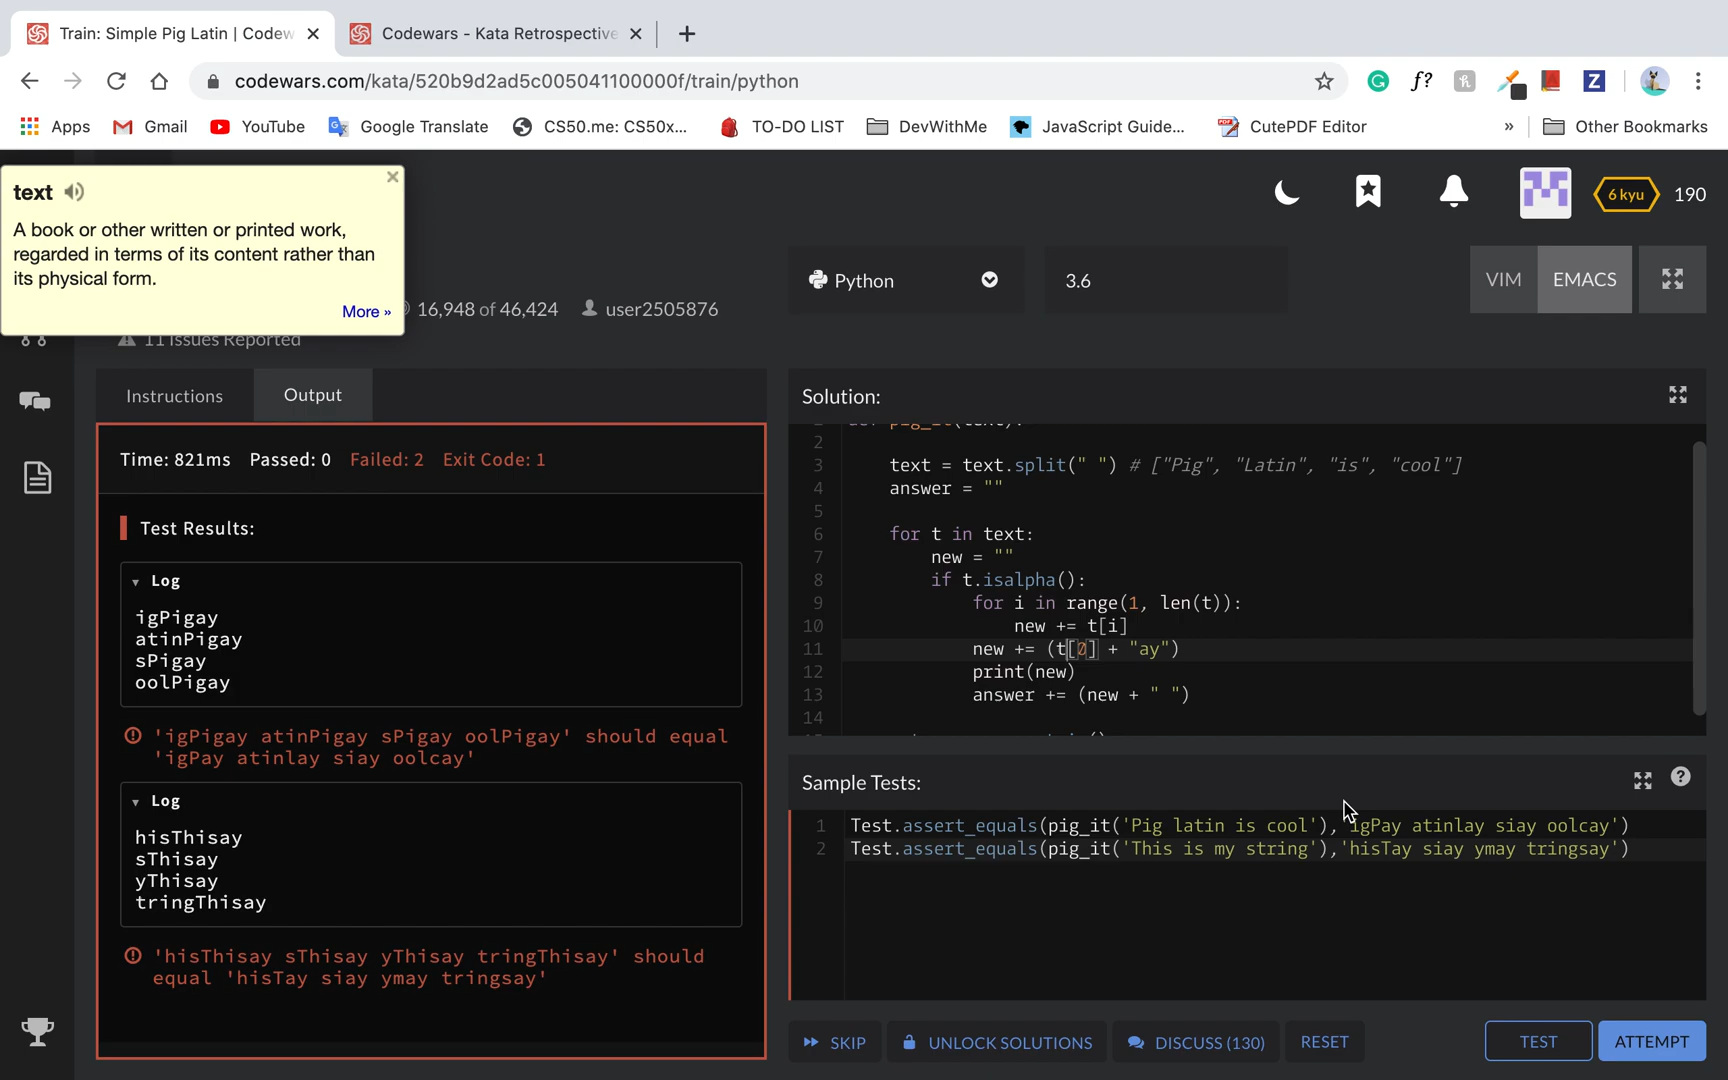 Train: Simple Pig Latin | Codew
Codewars - Kata Retrospective
codewars.com/kata/520b9d2ad5c005041100000f/train/python
f?
Z
Apps
Gmail
YouTube
Google Translate
CS50.me: CS50x...
TO-DO LIST
DevWithMe
JavaScript Guide...
CutePDF Editor
»
Other Bookmarks
text
A book or other written or printed work,
regarded in terms of its content rather than
its physical form.
More »
6 kyu
190
Python
3.6
VIM
EMACS
16,948 of 46,424
user2505876
11 Issues Reported
Instructions
Output
Time: 821ms Passed: 0 Failed: 2 Exit Code: 1
Test Results:
Log
igPigay
atinPigay
sPigay
oolPigay
'igPigay atinPigay sPigay oolPigay' should equal
'igPay atinlay siay oolcay'
Log
hisThisay
sThisay
yThisay
tringThisay
'hisThisay sThisay yThisay tringThisay' should
equal 'hisTay siay ymay tringsay'
Solution:
2
3 text = text.split(" ") # ["Pig", "Latin", "is", "cool"]
4 answer = ""
5
6 for t in text:
7 new = ""
8 if t.isalpha():
9 for i in range(1, len(t)):
10 new += t[i]
11 new += (t[0] + "ay")
12 print(new)
13 answer += (new + " ")
14
Sample Tests:
1 Test.assert_equals(pig_it('Pig latin is cool'),'igPay atinlay siay oolcay')
2 Test.assert_equals(pig_it('This is my string'),'hisTay siay ymay tringsay')
SKIP
UNLOCK SOLUTIONS
DISCUSS (130)
RESET
TEST
ATTEMPT